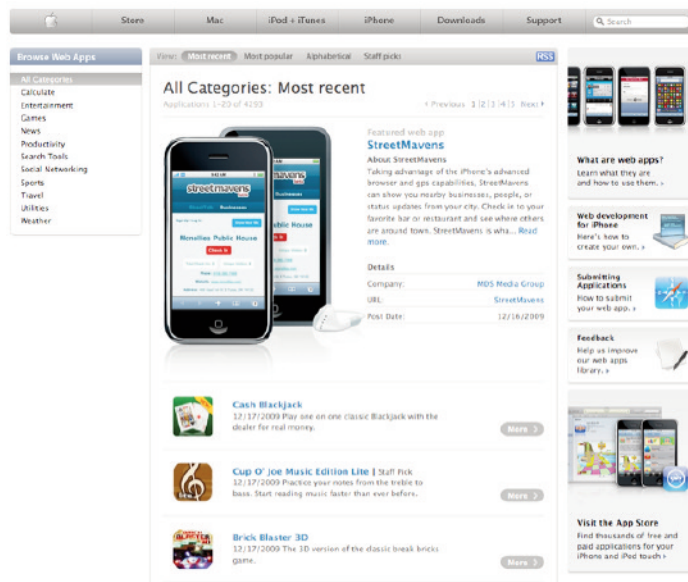 Store Mac iPod + iTunes iPhone Downloads Support Search
Browse Web Apps
All Categories
Calculate
Entertainment
Games
News
Productivity
Search Tools
Social Networking
Sports
Travel
Utilities
Weather
View: Most recent Most popular Alphabetical Staff picks RSS
All Categories: Most recent
Applications 1-20 of 4293 ‹ Previous 1|2|3|4|5 Next ›
Featured web app
StreetMavens
About StreetMavens
Taking advantage of the iPhone's advanced
browser and gps capabilities, StreetMavens
can show you nearby businesses, people, or
status updates from your city. Check in to your
favorite bar or restaurant and see where others
are around town. StreetMavens is wha... Read
more.
Details
Company: MDS Media Group
URL: StreetMavens
Post Date: 12/16/2009
streetmavens
Businesses
Mcnellies Public House
Check In
Cash Blackjack
12/17/2009 Play one on one classic Blackjack with the
dealer for real money.
More ›
Cup O' Joe Music Edition Lite | Staff Pick
12/17/2009 Practice your notes from the treble to
bass. Start reading music faster than ever before.
More ›
Brick Blaster 3D
12/17/2009 The 3D version of the classic break bricks
game.
More ›
What are web apps?
Learn what they are
and how to use them. ›
Web development
for iPhone
Here's how to
create your own. ›
Submitting
Applications
How to submit
your web app. ›
Feedback
Help us improve
our web apps
library. ›
Visit the App Store
Find thousands of free and
paid applications for your
iPhone and iPod touch ›